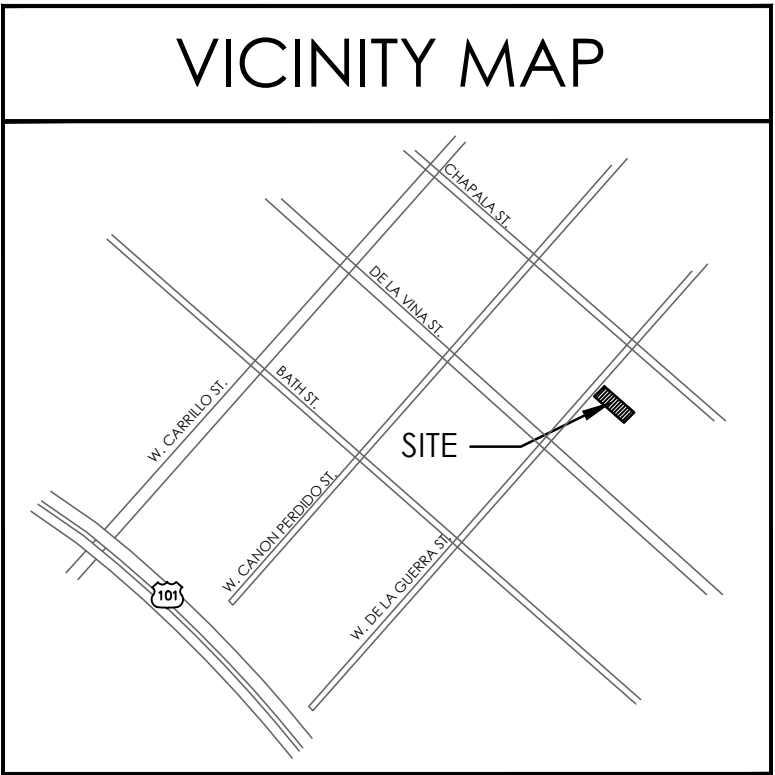 VICINITY MAP
CHAPALA ST.
DE LA VINA ST.
BATH ST.
W. CARRILLO ST.
SITE
W. CANON PERDIDO ST.
W. DE LA GUERRA ST.
101